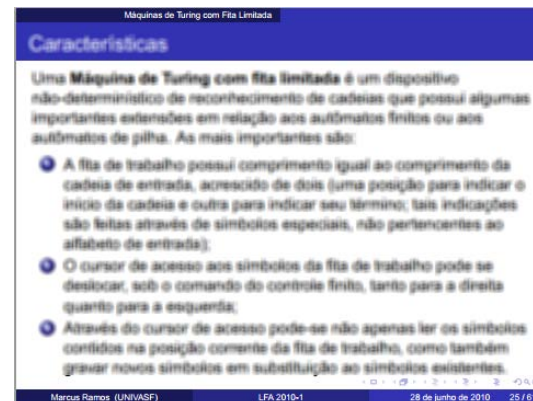 Máquinas de Turing com Fita Limitada
Características
Uma Máquina de Turing com fita limitada é um dispositivo
não-determinístico de reconhecimento de cadeias que possui algumas
importantes extensões em relação aos autômatos finitos ou aos
autômatos de pilha. As mais importantes são:
A fita de trabalho possui comprimento igual ao comprimento da
cadeia de entrada, acrescido de dois (uma posição para indicar o
início da cadeia e outra para indicar seu término; tais indicações
são feitas através de símbolos especiais, não pertencentes ao
alfabeto de entrada);
O cursor de acesso aos símbolos da fita de trabalho pode se
deslocar, sob o comando do controle finito, tanto para a direita
quanto para a esquerda;
Através do cursor de acesso pode-se não apenas ler os símbolos
contidos na posição corrente da fita de trabalho, como também
gravar novos símbolos em substituição ao símbolos existentes.
Marcus Ramos (UNIVASF) LFA 2010-1 28 de junho de 2010 25 / 6